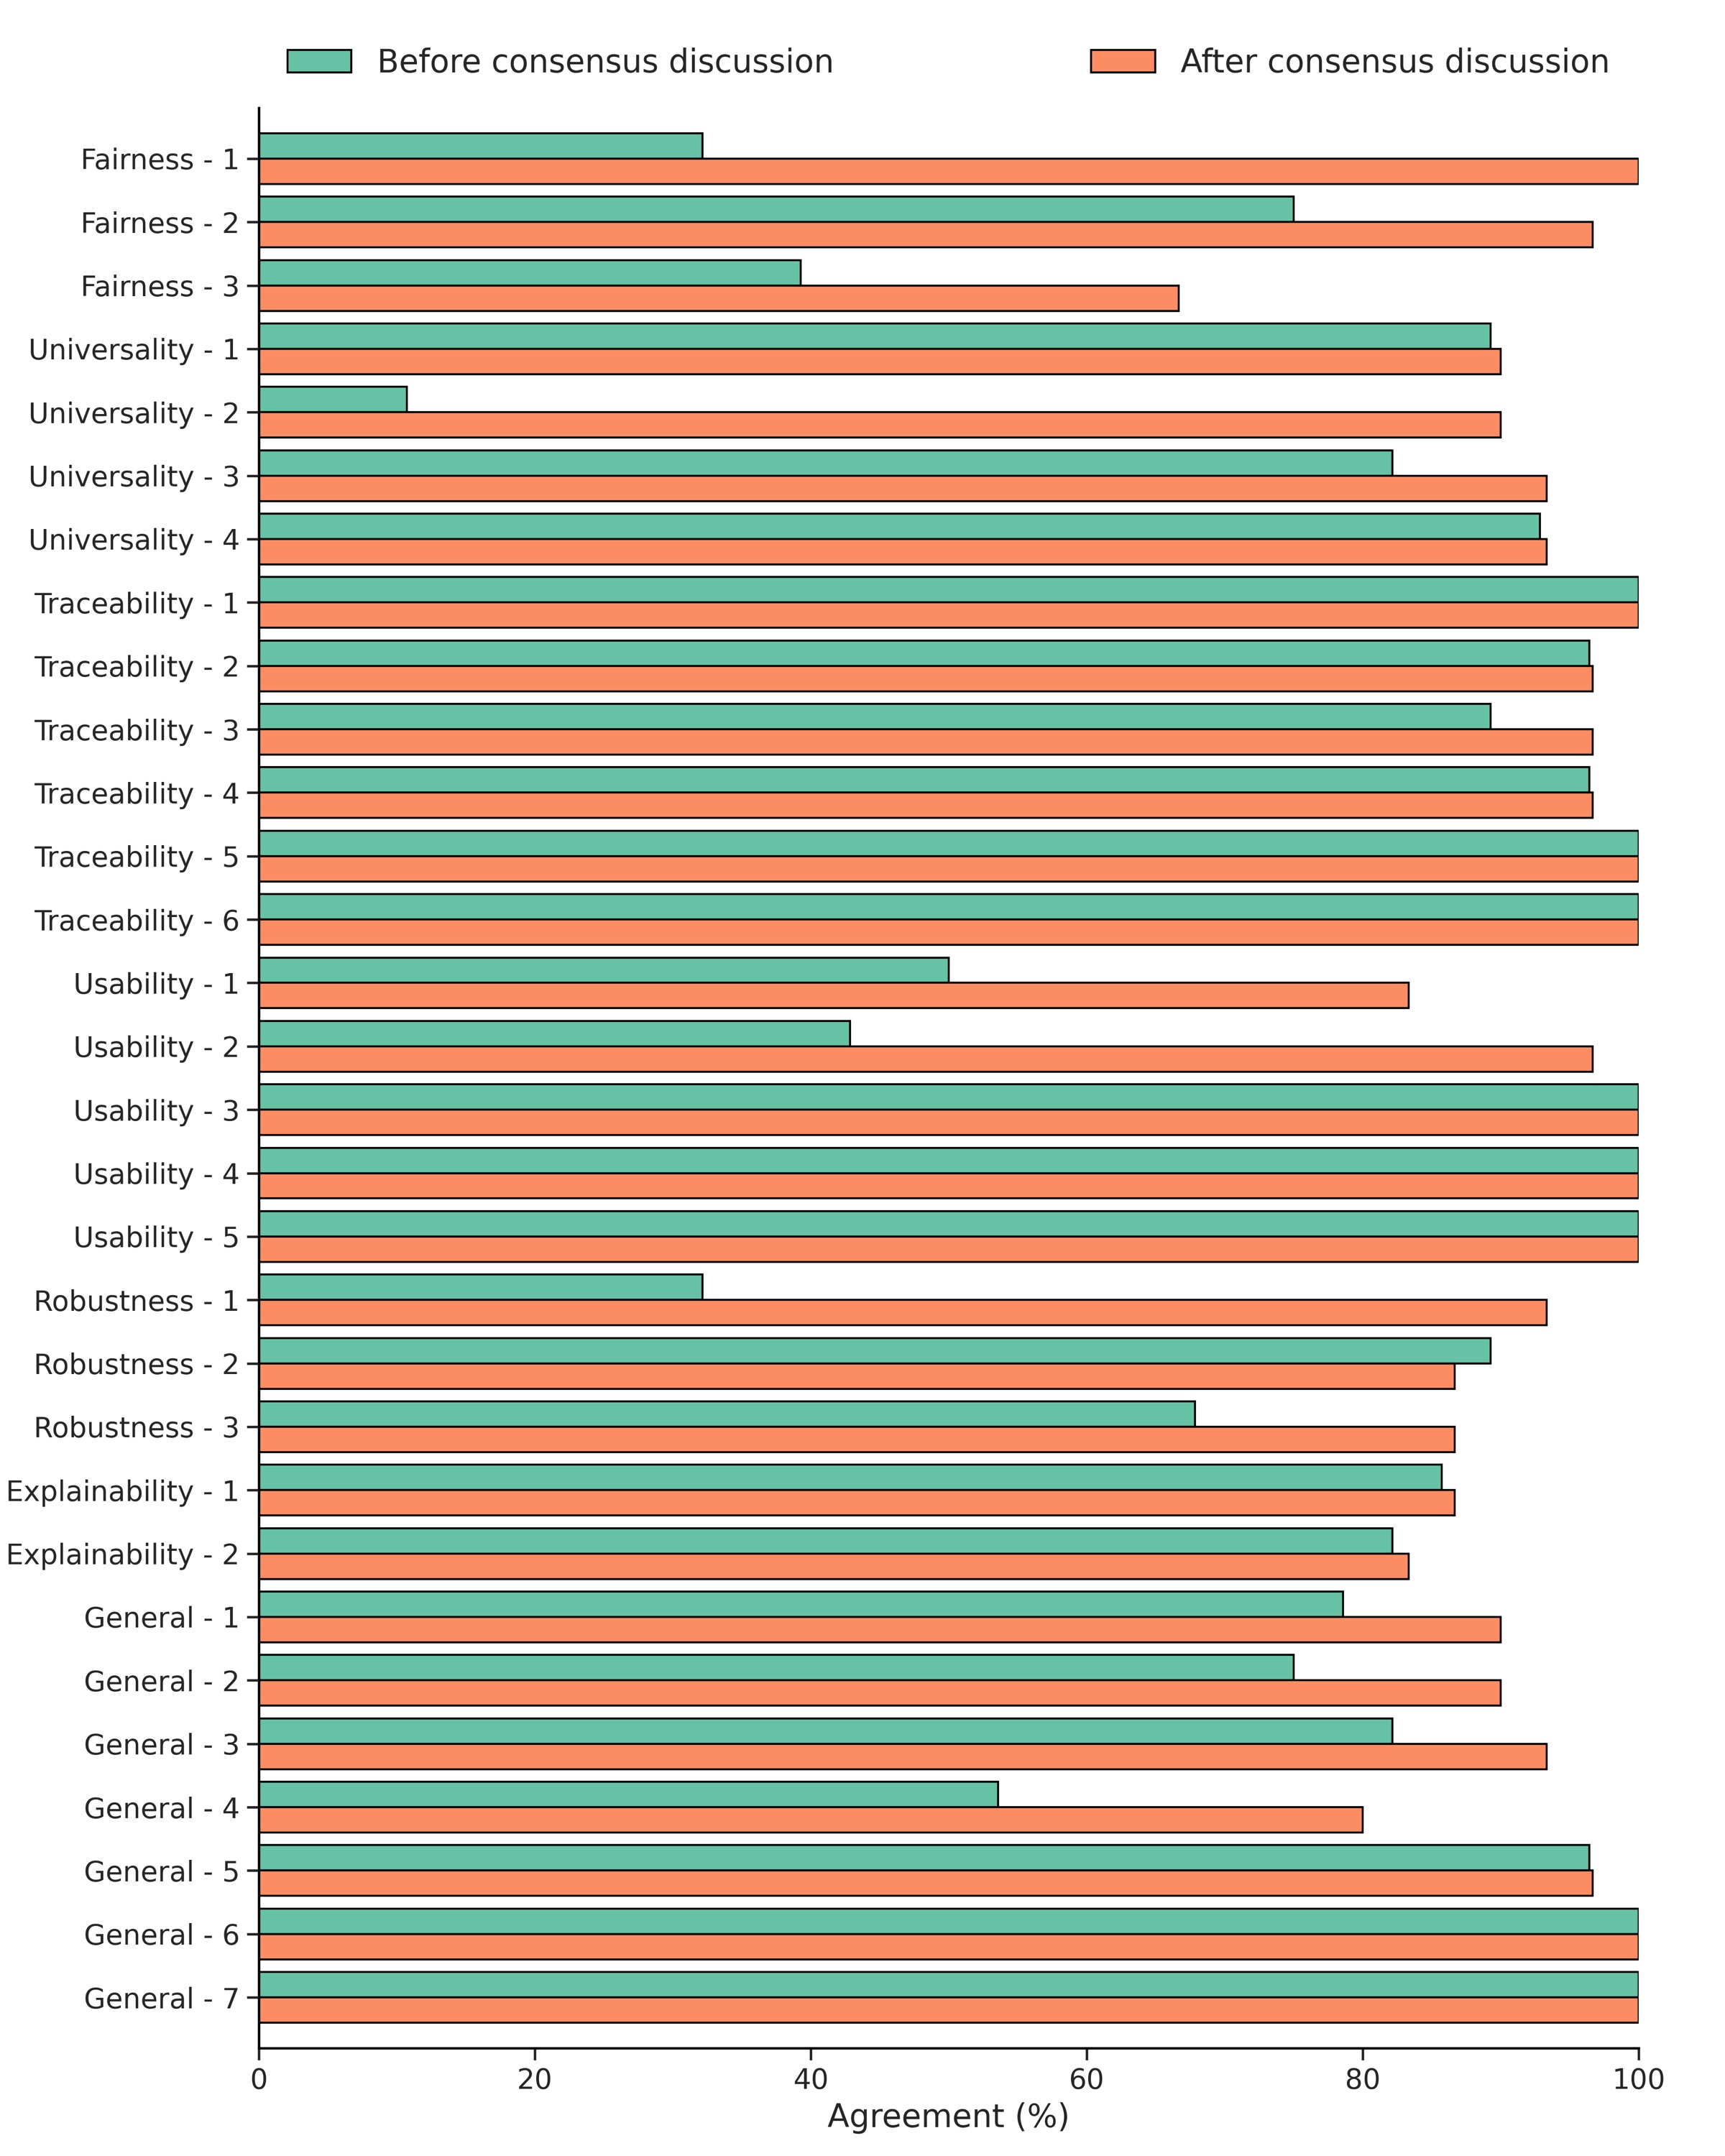 Before consensus discussion
After consensus discussion
Fairness - 1
Fairness - 2
Fairness - 3
Universality - 1
Universality - 2
Universality - 3
Universality - 4
Traceability - 1
Traceability - 2
Traceability - 3
Traceability - 4
Traceability - 5
Traceability - 6
Usability - 1
Usability - 2
Usability - 3
Usability - 4
Usability - 5
Robustness - 1
Robustness - 2
Robustness - 3
Explainability - 1
Explainability - 2
General - 1
General - 2
General - 3
General - 4
General - 5
General - 6
General - 7
0 20 40 60 80 100
Agreement (%)